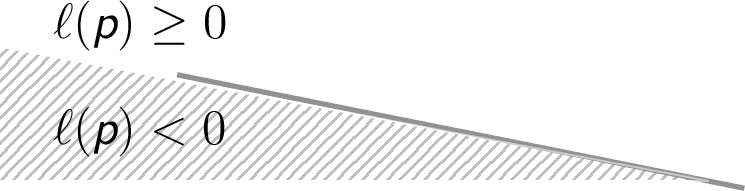 ℓ(p) ≥ 0
ℓ(p) < 0